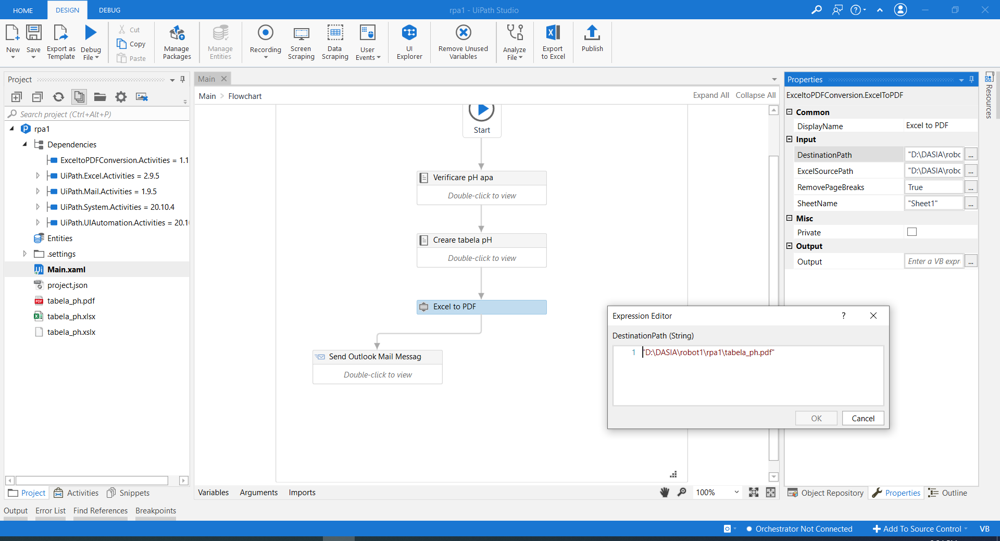 HOME DESIGN DEBUG rpa1 - UiPath Studio
New Save Export as Template Debug File
Cut
Copy
Paste
Manage Packages Manage Entities Recording Screen Scraping Data Scraping User Events UI Explorer Remove Unused Variables Analyze File Export to Excel Publish
Project
Search project (Ctrl+Alt+P)
rpa1
Dependencies
ExceltoPDFConversion.Activities = 1.1
UiPath.Excel.Activities = 2.9.5
UiPath.Mail.Activities = 1.9.5
UiPath.System.Activities = 20.10.4
UiPath.UIAutomation.Activities = 20.1
Entities
.settings
Main.xaml
project.json
tabela_ph.pdf
tabela_ph.xlsx
tabela_ph.xslx
Project Activities Snippets
Main
Main > Flowchart Expand All Collapse All
Start
Verificare pH apa
Double-click to view
Creare tabela pH
Double-click to view
Excel to PDF
Send Outlook Mail Messag
Double-click to view
Variables Arguments Imports 100%
Properties
ExceltoPDFConversion.ExcelToPDF
Common
DisplayName Excel to PDF
Input
DestinationPath "D:\DASIA\robo ...
ExcelSourcePath "D:\DASIA\robo ...
RemovePageBreaks True ...
SheetName "Sheet1" ...
Misc
Private
Output
Output Enter a VB expr ...
Resources
Expression Editor ?
DestinationPath (String)
1 "D:\DASIA\robot1\rpa1\tabela_ph.pdf"
OK Cancel
Object Repository Properties Outline
Output Error List Find References Breakpoints
Orchestrator Not Connected Add To Source Control VB